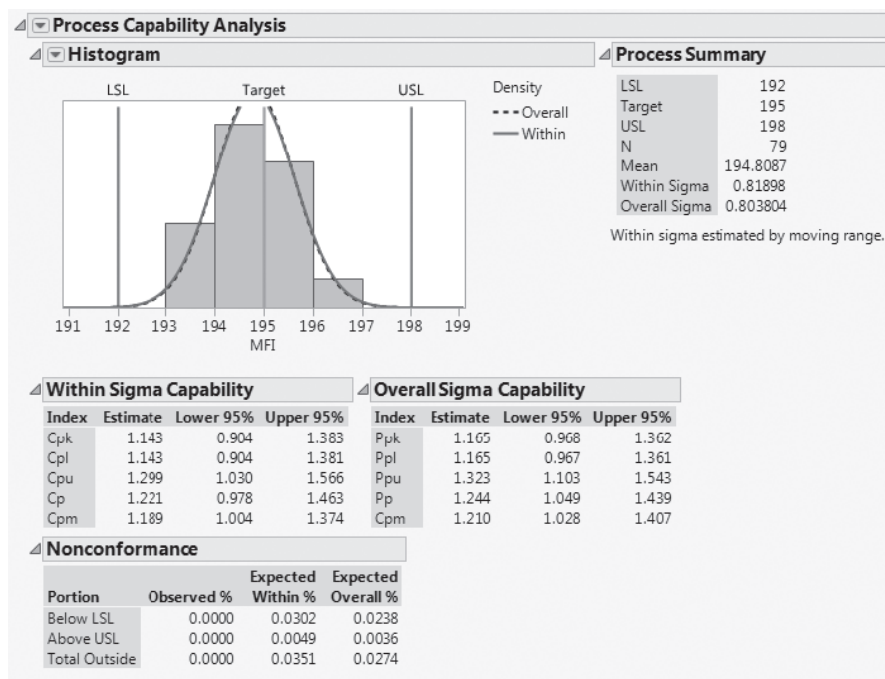 Process Capability Analysis
Histogram
LSL Target USL
191 192 193 194 195 196 197 198 199
MFI
Density
Overall
Within
Process Summary
LSL 192
Target 195
USL 198
N 79
Mean 194.8087
Within Sigma 0.81898
Overall Sigma 0.803804
Within sigma estimated by moving range.
Within Sigma Capability
Index Estimate Lower 95% Upper 95%
Cpk 1.143 0.904 1.383
Cpl 1.143 0.904 1.381
Cpu 1.299 1.030 1.566
Cp 1.221 0.978 1.463
Cpm 1.189 1.004 1.374
Overall Sigma Capability
Index Estimate Lower 95% Upper 95%
Ppk 1.165 0.968 1.362
Ppl 1.165 0.967 1.361
Ppu 1.323 1.103 1.543
Pp 1.244 1.049 1.439
Cpm 1.210 1.028 1.407
Nonconformance
Expected Expected
Portion Observed % Within % Overall %
Below LSL 0.0000 0.0302 0.0238
Above USL 0.0000 0.0049 0.0036
Total Outside 0.0000 0.0351 0.0274